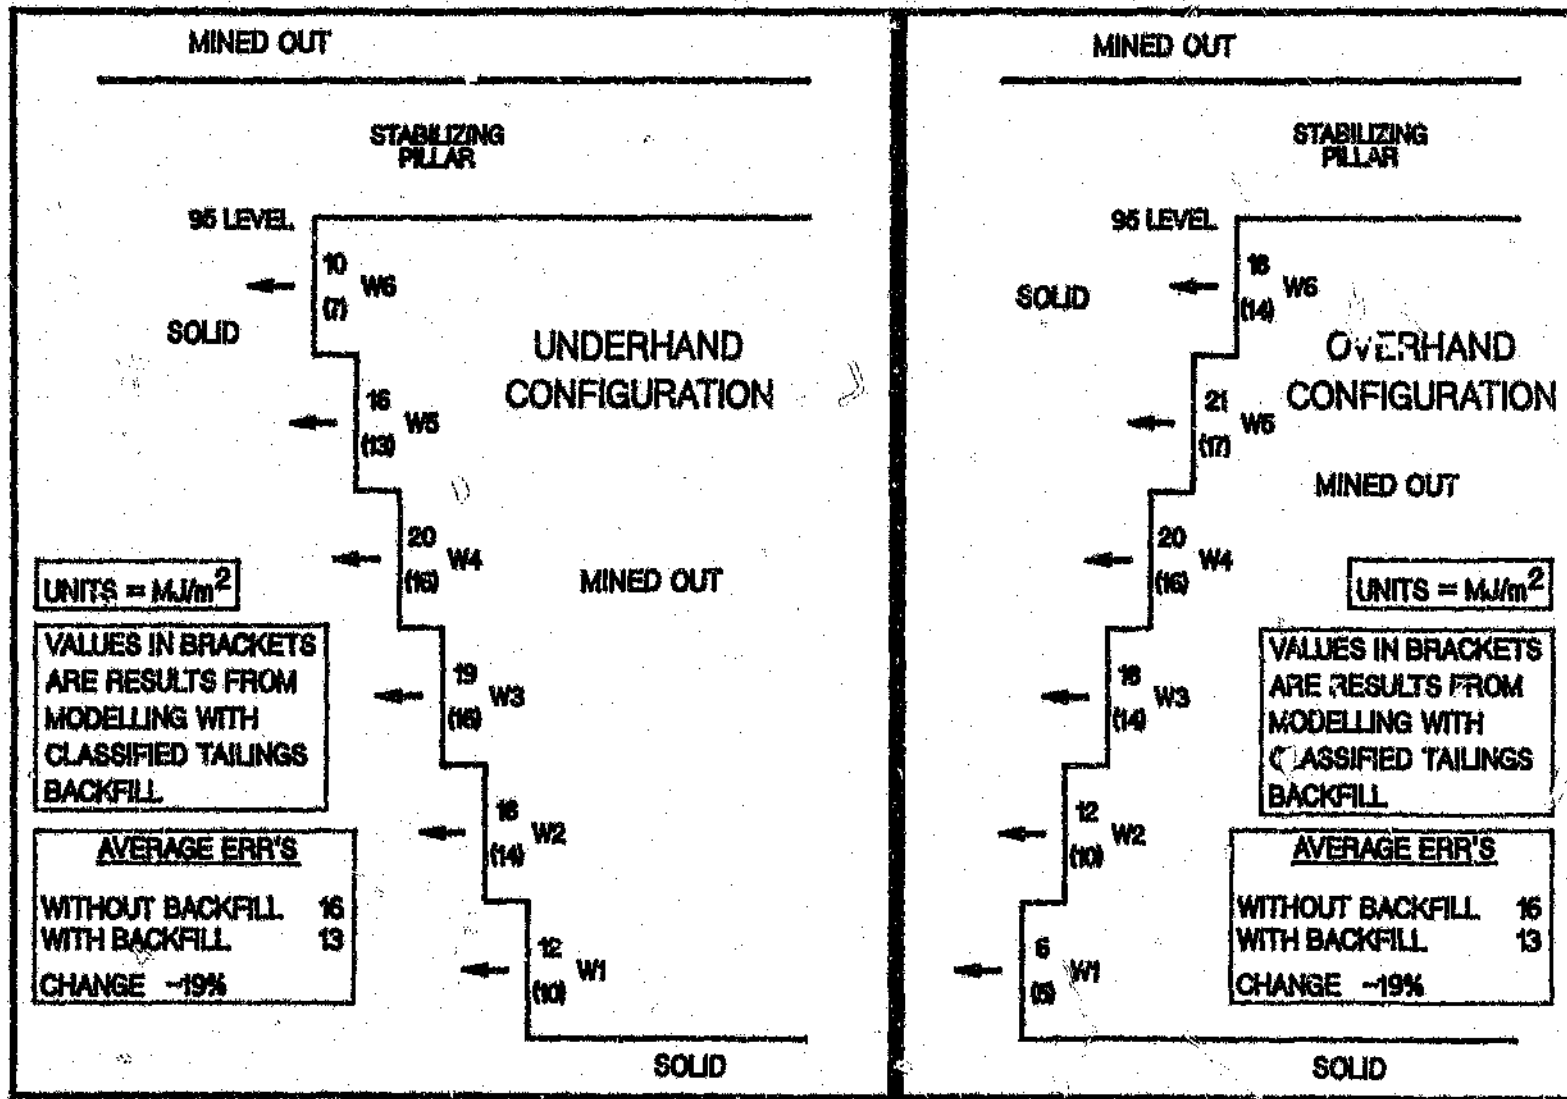 MINED OUT
STABILIZING
PILLAR
95 LEVEL
10
W6
(7)
SOLID
UNDERHAND
CONFIGURATION
16
W5
(13)
20
W4
(16)
MINED OUT
UNITS = MJ/m²
VALUES IN BRACKETS
ARE RESULTS FROM
MODELLING WITH
CLASSIFIED TAILINGS
BACKFILL
19
W3
W2
(14)
AVERAGE ERR'S
WITHOUT BACKFILL 16
WITH BACKFILL 13
CHANGE -19%
12
W1
(10)
SOLID
MINED OUT
STABILIZING
PILLAR
95 LEVEL
W6
(14)
SOLID
OVERHAND
CONFIGURATION
21
W5
(17)
MINED OUT
20
W4
(16)
UNITS = MJ/m²
W3
(14)
VALUES IN BRACKETS
ARE RESULTS FROM
MODELLING WITH
CLASSIFIED TAILINGS
BACKFILL
12
W2
(10)
AVERAGE ERR'S
WITHOUT BACKFILL 16
WITH BACKFILL 13
CHANGE -19%
6
W1
(5)
SOLID